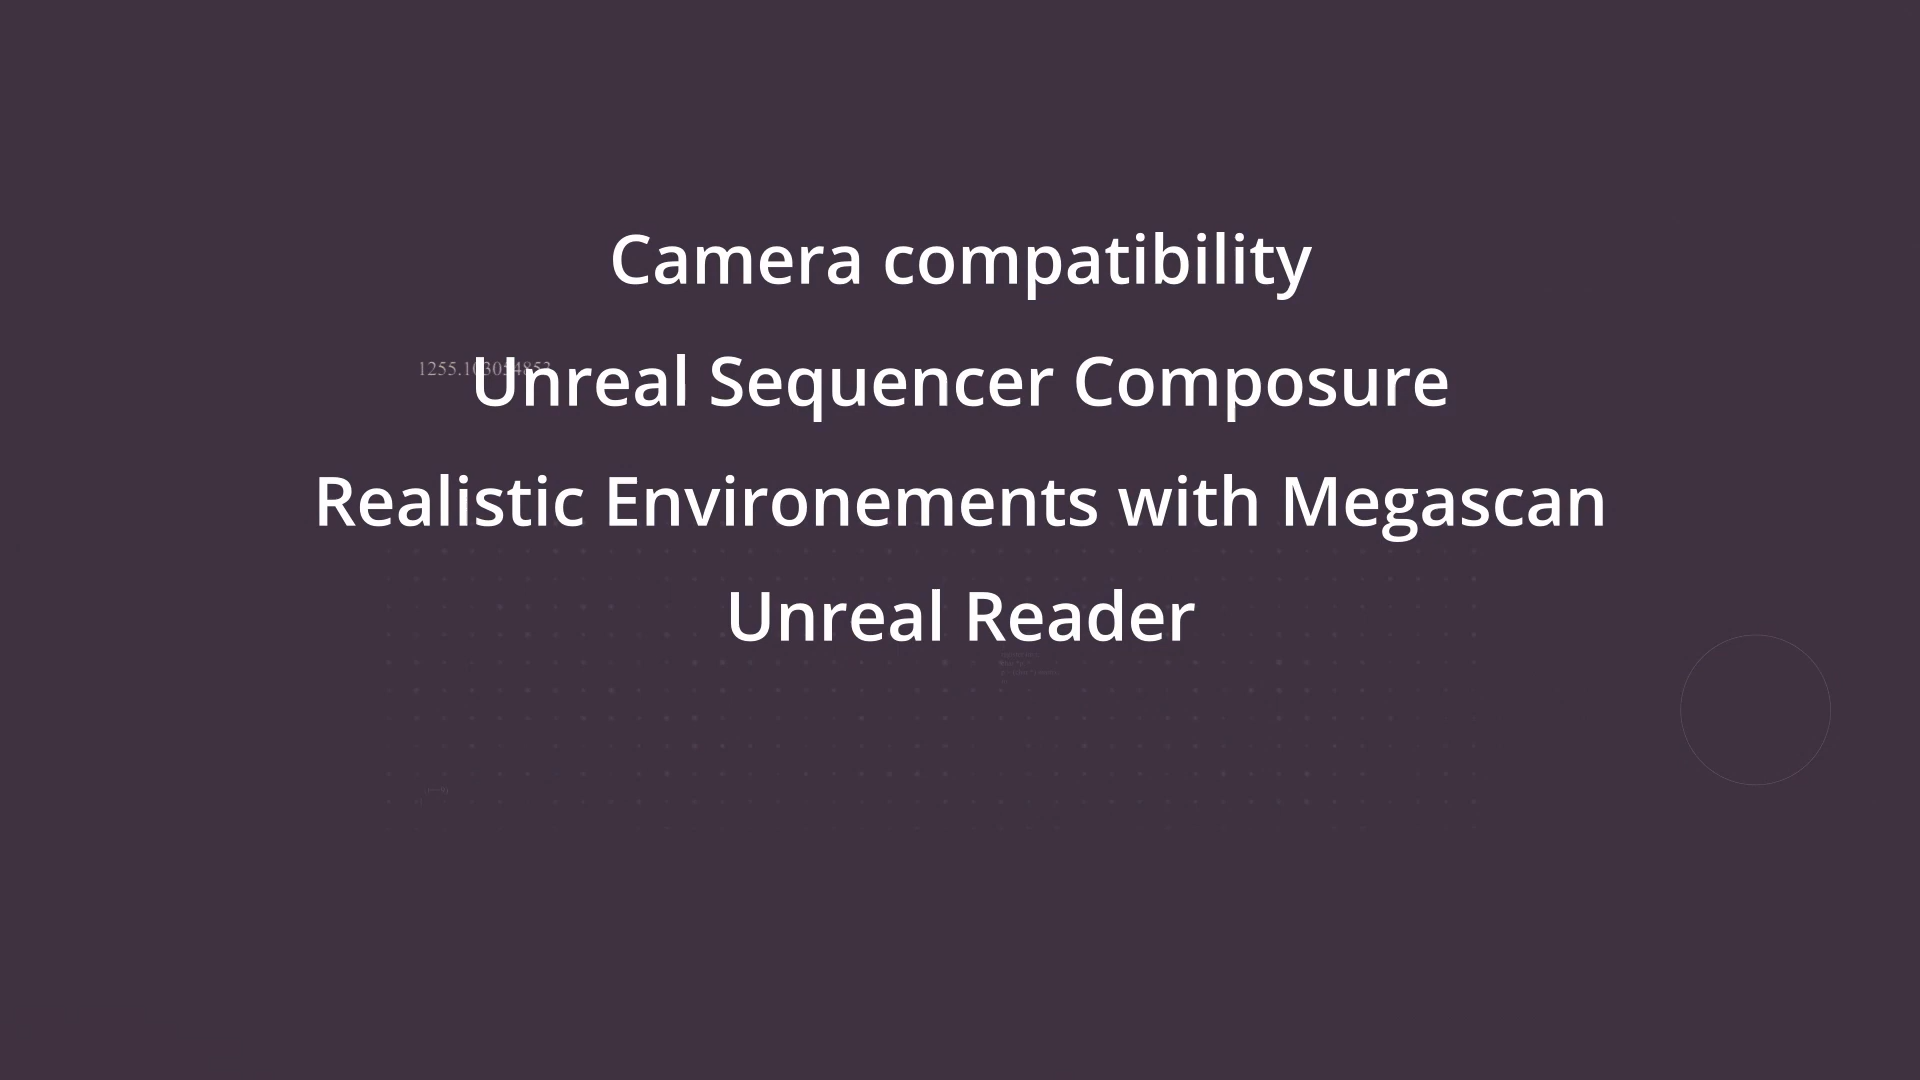 Camera compatibility
Unreal Sequencer Composure
Realistic Environements with Megascan
Unreal Reader